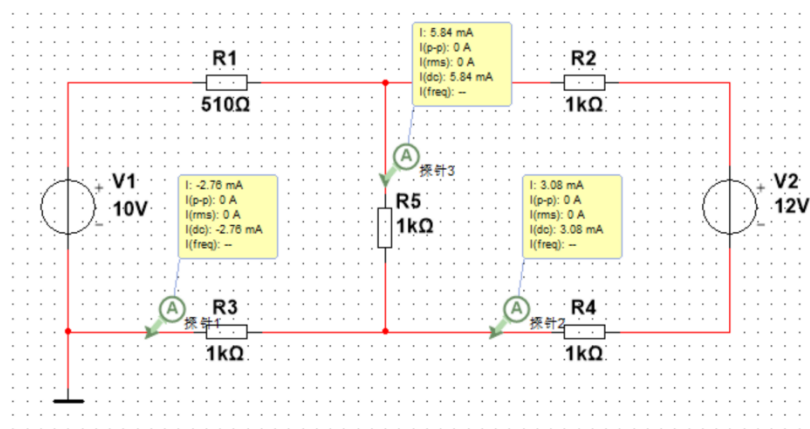 I: 5.84 mA
I(p-p): 0 A
I(rms): 0 A
I(dc): 5.84 mA
I(freq): --
R1
510Ω
R2
1kΩ
A
探针3
V1
+
10V
-
I: -2.76 mA
I(p-p): 0 A
I(rms): 0 A
I(dc): -2.76 mA
I(freq): --
R5
1kΩ
I: 3.08 mA
I(p-p): 0 A
I(rms): 0 A
I(dc): 3.08 mA
I(freq): --
V2
+
12V
-
A
探针1
R3
1kΩ
A
探针2
R4
1kΩ